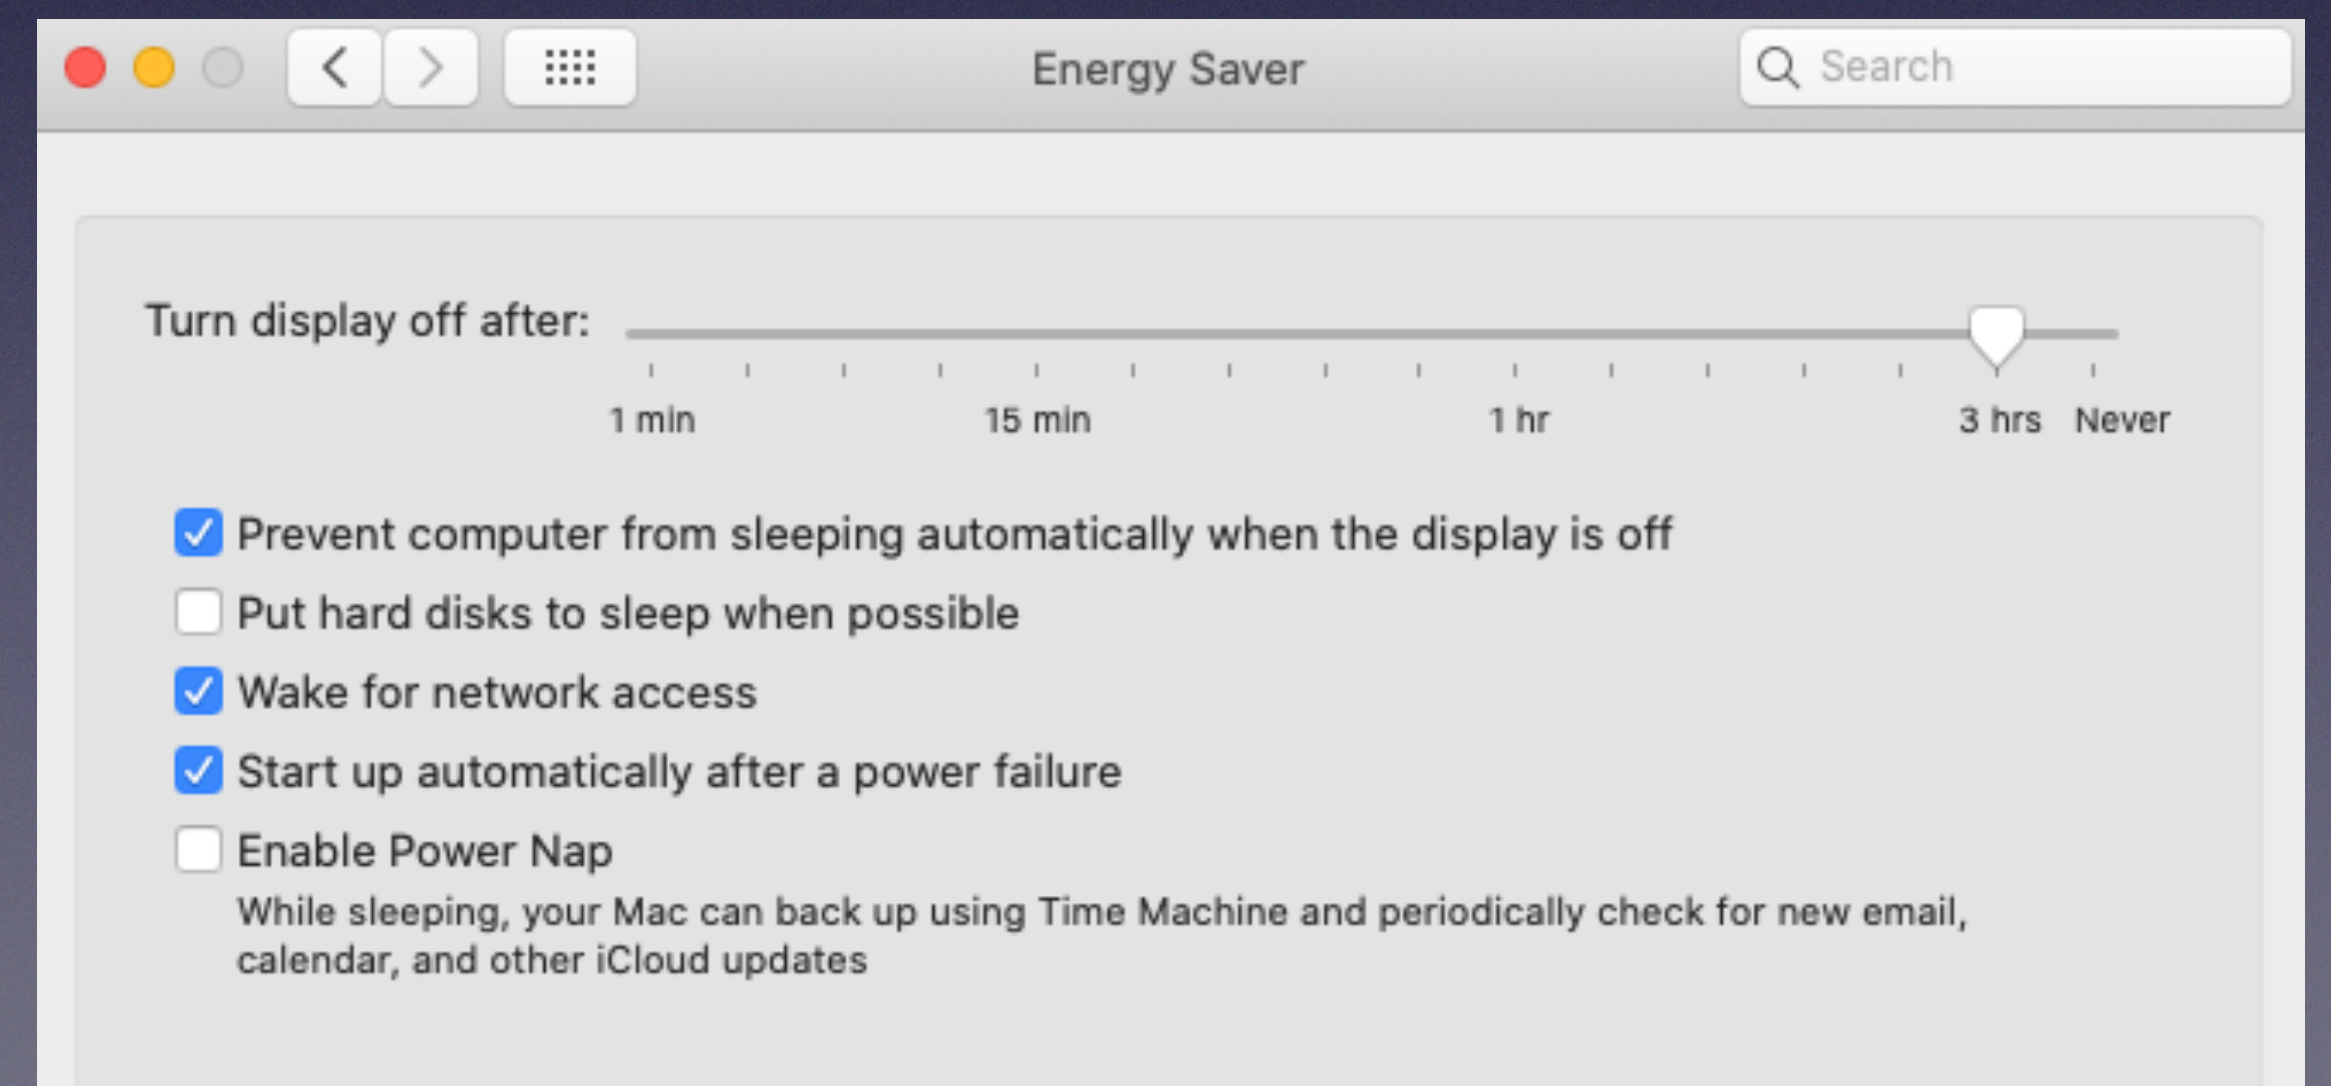 Energy Saver
Search
Turn display off after:
1 min 15 min 1 hr 3 hrs Never
Prevent computer from sleeping automatically when the display is off
Put hard disks to sleep when possible
Wake for network access
Start up automatically after a power failure
Enable Power Nap
While sleeping, your Mac can back up using Time Machine and periodically check for new email,
calendar, and other iCloud updates